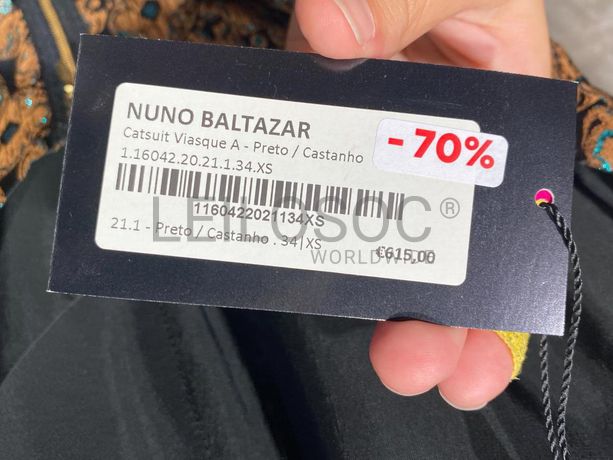 NUNO BALTAZAR
Catsuit Viasque A - Preto / Castanho
- 70%
1.16042.20.21.1.34.XS
1160422021134XS
LEILOSOC®
WORLDWIDE
21.1 - Preto / Castanho . 34|XS
€615,00